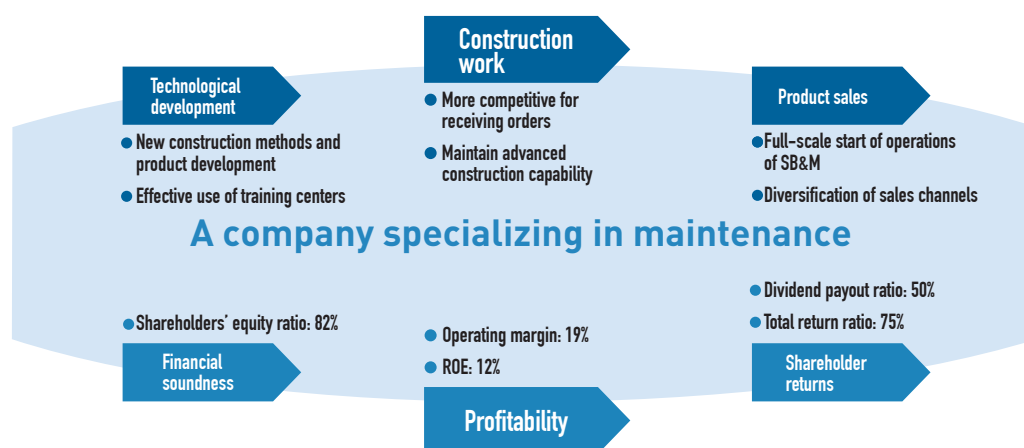 Technological
development
● New construction methods and
product development
● Effective use of training centers
Construction
work
● More competitive for
receiving orders
● Maintain advanced
construction capability
Product sales
● Full-scale start of operations
of SB&M
● Diversification of sales channels
A company specializing in maintenance
● Shareholders’ equity ratio: 82%
Financial
soundness
● Operating margin: 19%
● ROE: 12%
Profitability
● Dividend payout ratio: 50%
● Total return ratio: 75%
Shareholder
returns